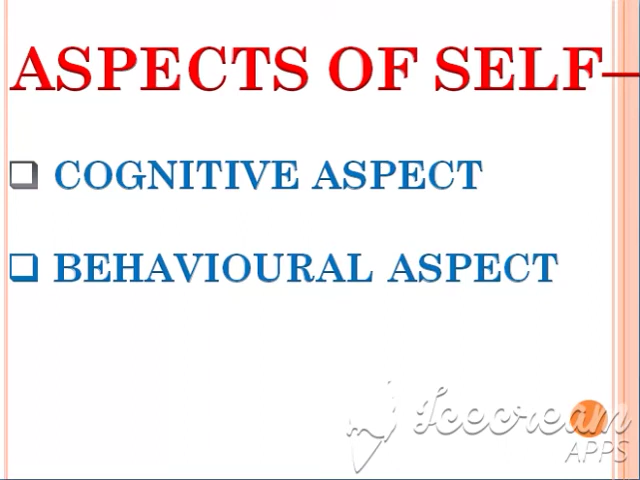 ASPECTS OF SELF—
COGNITIVE ASPECT
BEHAVIOURAL ASPECT
Icecream
APPS